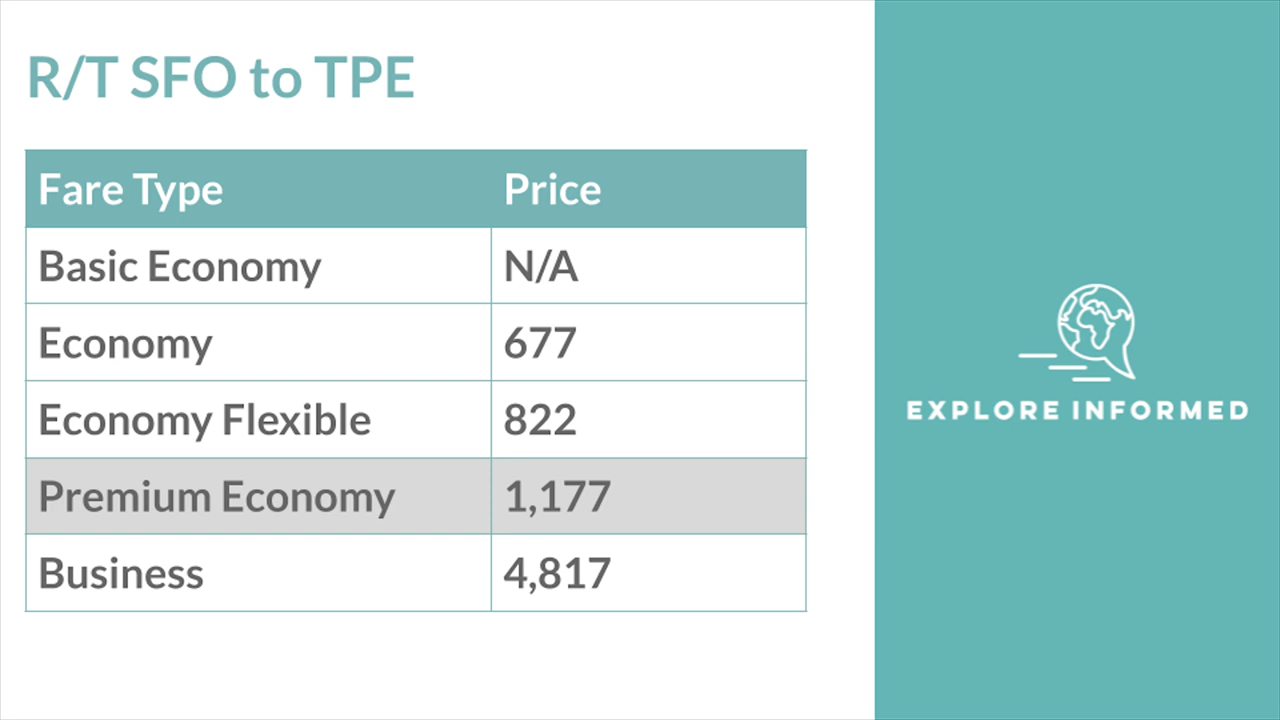 R/T SFO to TPE
Fare Type Price
Basic Economy N/A
Economy 677
Economy Flexible 822
Premium Economy 1,177
Business 4,817
EXPLORE INFORMED